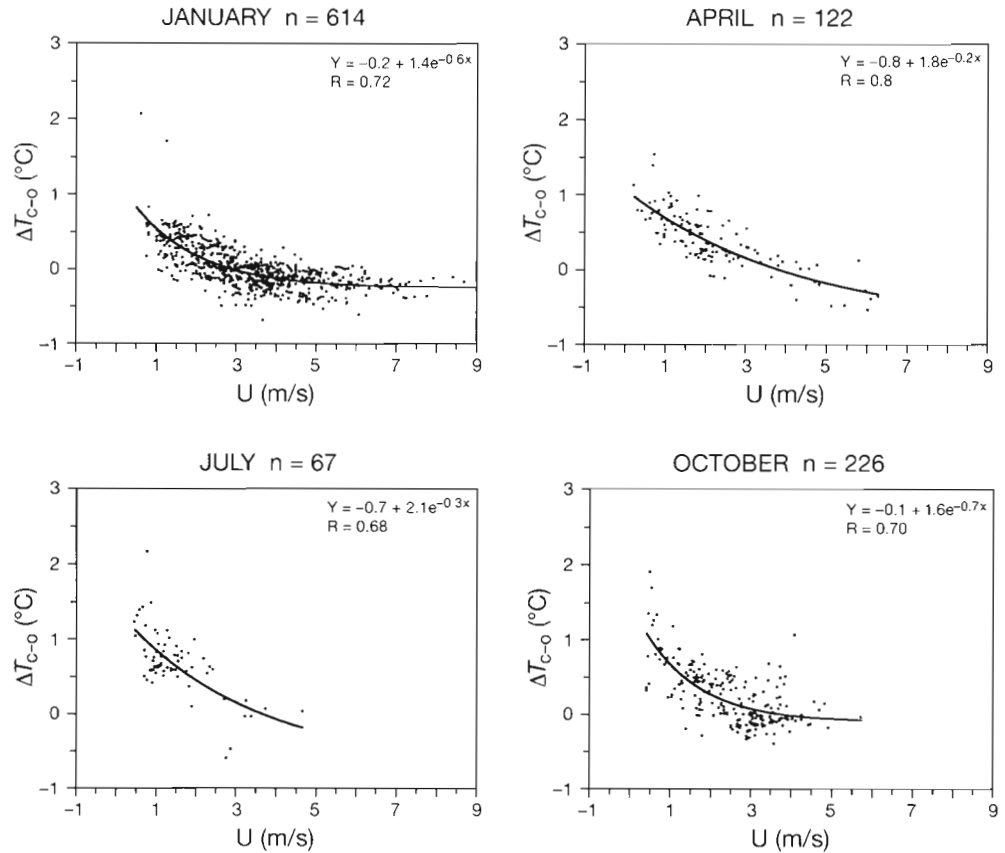 JANUARY n = 614
Y = −0.2 + 1.4e−0 6x
R = 0.72
3
2
1
0
−1
ΔTc−o (°C)
−1 1 3 5 7 9
U (m/s)
APRIL n = 122
Y = −0.8 + 1.8e−0.2x
R = 0.8
3
2
1
0
−1
ΔTc−o (°C)
−1 1 3 5 7 9
U (m/s)
JULY n = 67
Y = −0.7 + 2.1e−0 3x
R = 0.68
3
2
1
0
−1
ΔTc−o (°C)
−1 1 3 5 7 9
U (m/s)
OCTOBER n = 226
Y = −0.1 + 1.6e−0.7x
R = 0.70
3
2
1
0
−1
ΔTc−o (°C)
−1 1 3 5 7 9
U (m/s)